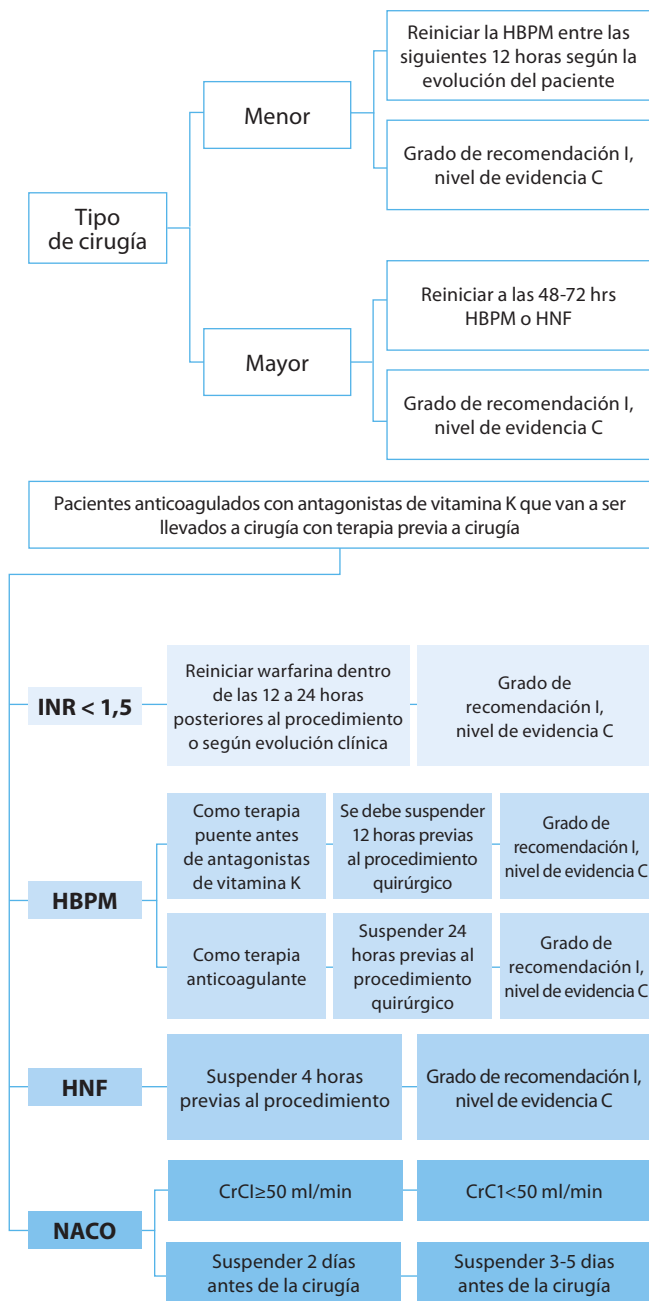 Tipo
de cirugía
Menor
Reiniciar la HBPM entre las
siguientes 12 horas según la
evolución del paciente
Grado de recomendación I,
nivel de evidencia C
Mayor
Reiniciar a las 48-72 hrs
HBPM o HNF
Grado de recomendación I,
nivel de evidencia C
Pacientes anticoagulados con antagonistas de vitamina K que van a ser
llevados a cirugía con terapia previa a cirugía
INR < 1,5
Reiniciar warfarina dentro
de las 12 a 24 horas
posteriores al procedimiento
o según evolución clínica
Grado de
recomendación I,
nivel de evidencia C
HBPM
Como terapia
puente antes
de antagonistas
de vitamina K
Se debe suspender
12 horas previas
al procedimiento
quirúrgico
Grado de
recomendación I,
nivel de evidencia C
Como terapia
anticoagulante
Suspender 24
horas previas al
procedimiento
quirúrgico
Grado de
recomendación I,
nivel de evidencia C
HNF
Suspender 4 horas
previas al procedimiento
Grado de recomendación I,
nivel de evidencia C
NACO
CrCI≥50 ml/min
CrC1<50 ml/min
Suspender 2 días
antes de la cirugía
Suspender 3-5 dias
antes de la cirugía